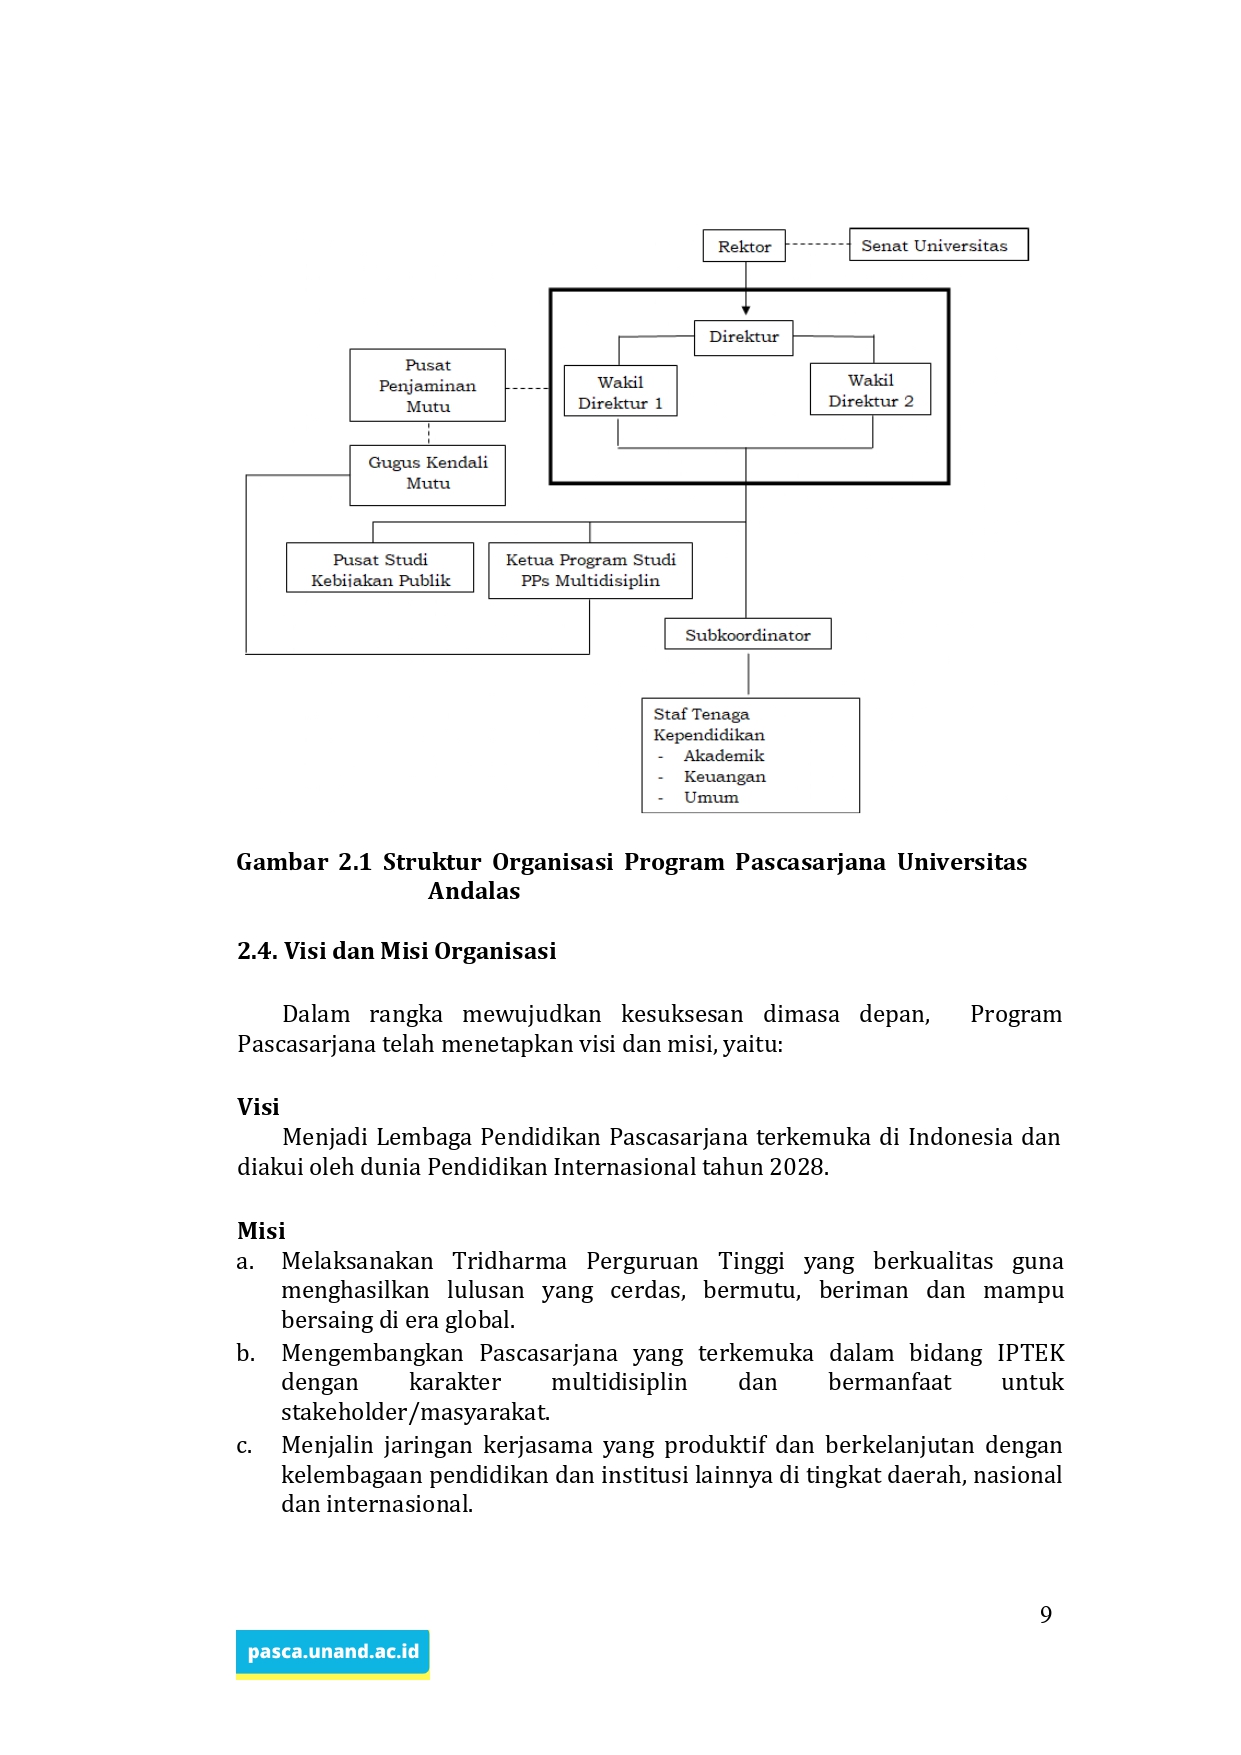 Rektor
Senat Universitas
Direktur
Wakil
Direktur 1
Wakil
Direktur 2
Pusat
Penjaminan
Mutu
Gugus Kendali
Mutu
Pusat Studi
Kebijakan Publik
Ketua Program Studi
PPs Multidisiplin
Subkoordinator
Staf Tenaga
Kependidikan
- Akademik
- Keuangan
- Umum
Gambar 2.1 Struktur Organisasi Program Pascasarjana Universitas
Andalas
2.4. Visi dan Misi Organisasi
Dalam rangka mewujudkan kesuksesan dimasa depan, Program
Pascasarjana telah menetapkan visi dan misi, yaitu:
Visi
Menjadi Lembaga Pendidikan Pascasarjana terkemuka di Indonesia dan
diakui oleh dunia Pendidikan Internasional tahun 2028.
Misi
a. Melaksanakan Tridharma Perguruan Tinggi yang berkualitas guna
menghasilkan lulusan yang cerdas, bermutu, beriman dan mampu
bersaing di era global.
b. Mengembangkan Pascasarjana yang terkemuka dalam bidang IPTEK
dengan karakter multidisiplin dan bermanfaat untuk
stakeholder/masyarakat.
c. Menjalin jaringan kerjasama yang produktif dan berkelanjutan dengan
kelembagaan pendidikan dan institusi lainnya di tingkat daerah, nasional
dan internasional.
9
pasca.unand.ac.id